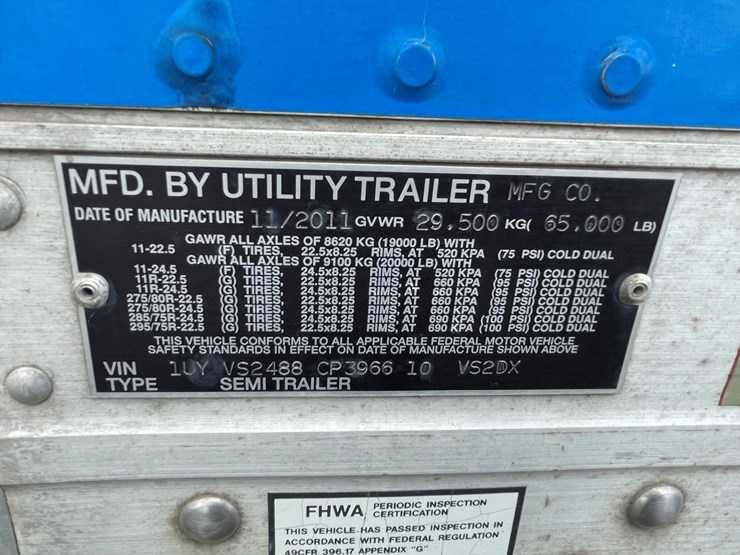 MFD. BY UTILITY TRAILER MFG CO.
DATE OF MANUFACTURE 11/2011 GVWR 29.500 KG( 65.000 LB)
GAWR ALL AXLES OF 8620 KG (19000 LB) WITH
11-22.5 (F) TIRES, 22.5x8.25 RIMS, AT 520 KPA (75 PSI) COLD DUAL
GAWR ALL AXLES OF 9100 KG (20000 LB) WITH
11-24.5 (F) TIRES, 24.5x8.25 RIMS, AT 520 KPA (75 PSI) COLD DUAL
11R-22.5 (G) TIRES, 22.5x8.25 RIMS, AT 660 KPA (95 PSI) COLD DUAL
11R-24.5 (G) TIRES, 24.5x8.25 RIMS, AT 660 KPA (95 PSI) COLD DUAL
275/80R-22.5 (G) TIRES, 22.5x8.25 RIMS, AT 660 KPA (95 PSI) COLD DUAL
275/80R-24.5 (G) TIRES, 24.5x8.25 RIMS, AT 660 KPA (95 PSI) COLD DUAL
285/75R-24.5 (G) TIRES, 24.5x8.25 RIMS, AT 690 KPA (100 PSI) COLD DUAL
295/75R-22.5 (G) TIRES, 22.5x8.25 RIMS, AT 690 KPA (100 PSI) COLD DUAL
THIS VEHICLE CONFORMS TO ALL APPLICABLE FEDERAL MOTOR VEHICLE
SAFETY STANDARDS IN EFFECT ON DATE OF MANUFACTURE SHOWN ABOVE
VIN 1UY VS2488 CP3966 10 VS2DX
TYPE SEMI TRAILER
FHWA PERIODIC INSPECTION
CERTIFICATION
THIS VEHICLE HAS PASSED INSPECTION IN
ACCORDANCE WITH FEDERAL REGULATION
49CFR 396.17 APPENDIX "G"